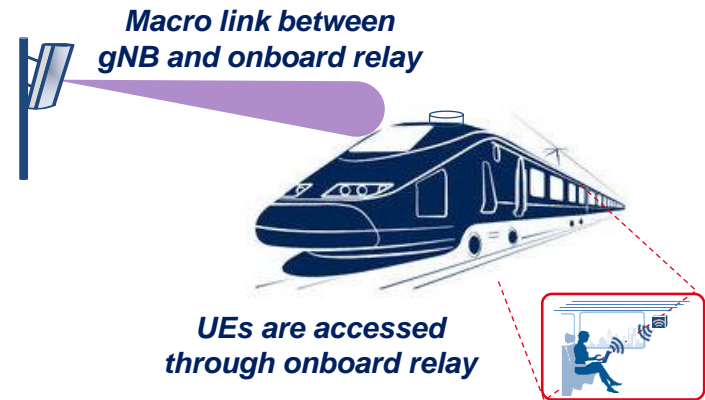 Macro link between
gNB and onboard relay
UEs are accessed
through onboard relay